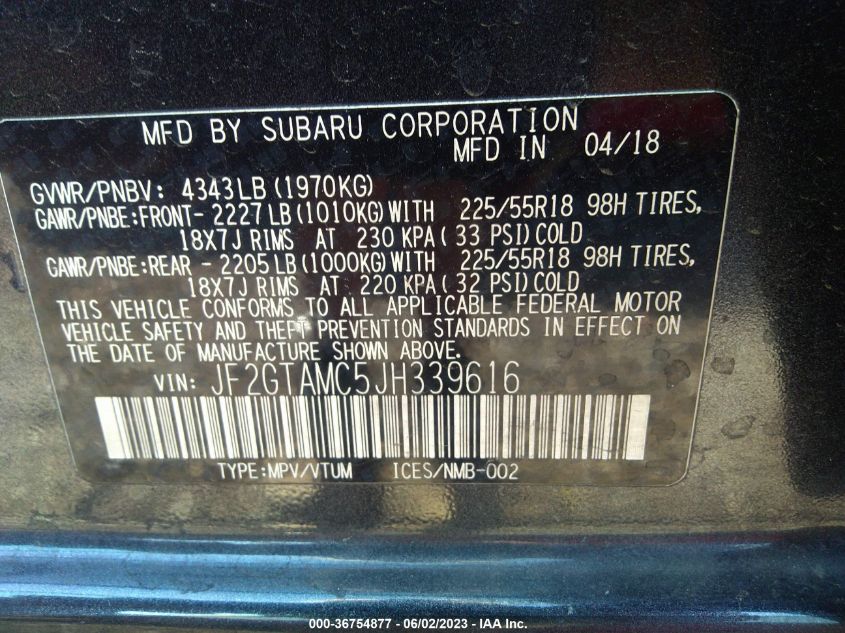 MFD BY SUBARU CORPORATION
MFD IN 04/18
GVWR/PNBV: 4343LB (1970KG)
GAWR/PNBE:FRONT-2227LB(1010KG)WITH 225/55R18 98H TIRES,
18X7J RIMS AT 230 KPA( 33 PSI)COLD
GAWR/PNBE:REAR -2205LB(1000KG)WITH 225/55R18 98H TIRES,
18X7J RIMS AT 220 KPA( 32 PSI)COLD
THIS VEHICLE CONFORMS TO ALL APPLICABLE FEDERAL MOTOR
VEHICLE SAFETY AND THEFT PREVENTION STANDARDS IN EFFECT ON
THE DATE OF MANUFACTURE SHOWN ABOVE.
VIN: JF2GTAMC5JH339616
TYPE:MPV/VTUM ICES/NMB-002
000-36754877 - 06/02/2023 - IAA Inc.